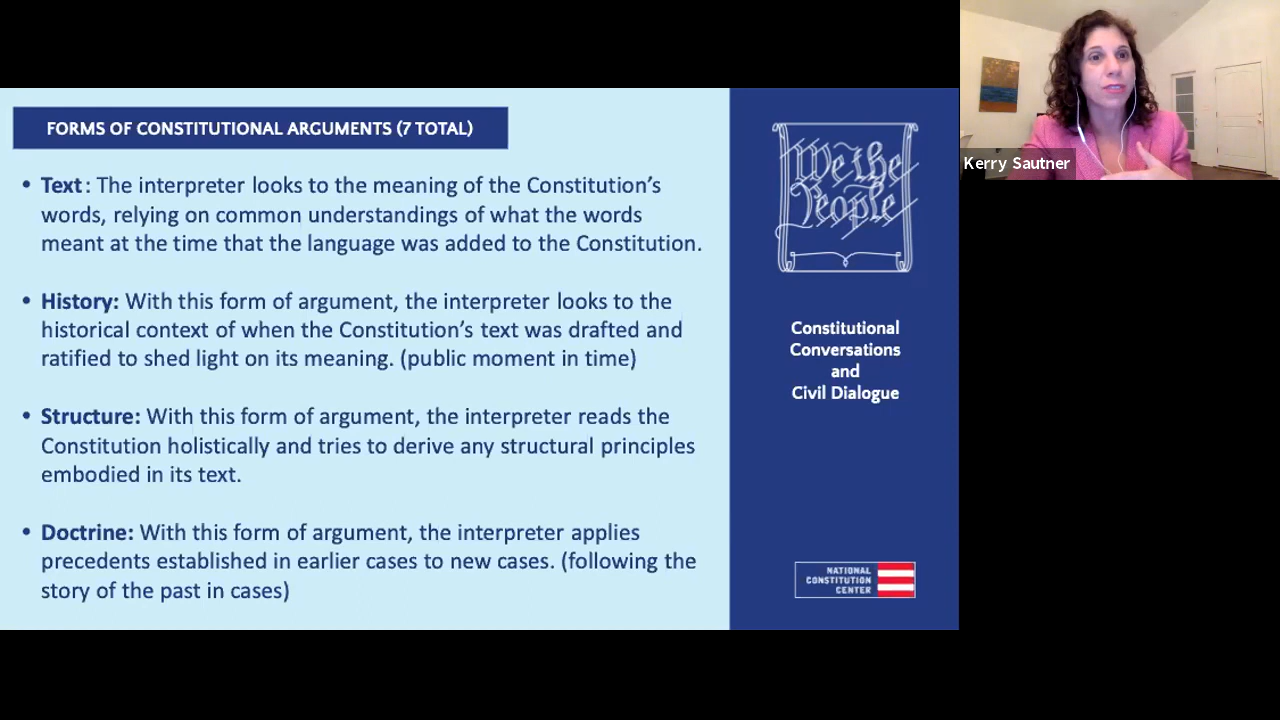 FORMS OF CONSTITUTIONAL ARGUMENTS (7 TOTAL)
• Text: The interpreter looks to the meaning of the Constitution's
words, relying on common understandings of what the words
meant at the time that the language was added to the Constitution.
• History: With this form of argument, the interpreter looks to the
historical context of when the Constitution's text was drafted and
ratified to shed light on its meaning. (public moment in time)
• Structure: With this form of argument, the interpreter reads the
Constitution holistically and tries to derive any structural principles
embodied in its text.
• Doctrine: With this form of argument, the interpreter applies
precedents established in earlier cases to new cases. (following the
story of the past in cases)
We the
People
Constitutional
Conversations
and
Civil Dialogue
NATIONAL
CONSTITUTION
CENTER
Kerry Sautner